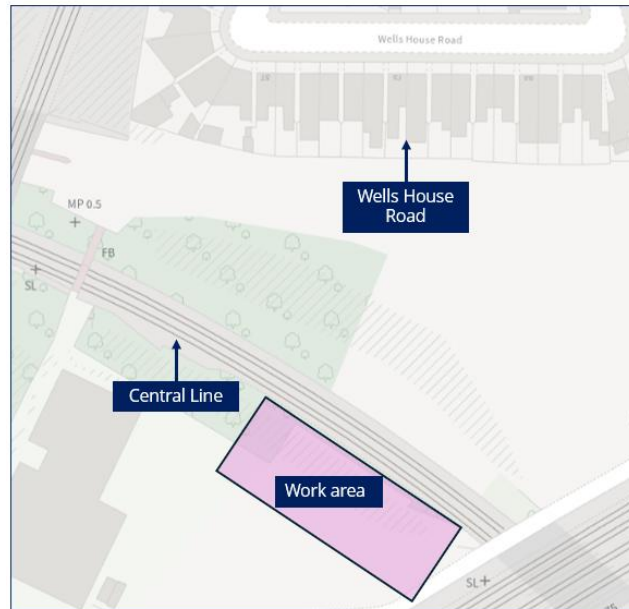 Wells House Road
Wells House
Road
MP 0.5
FB
SL
Central Line
Work area
SL